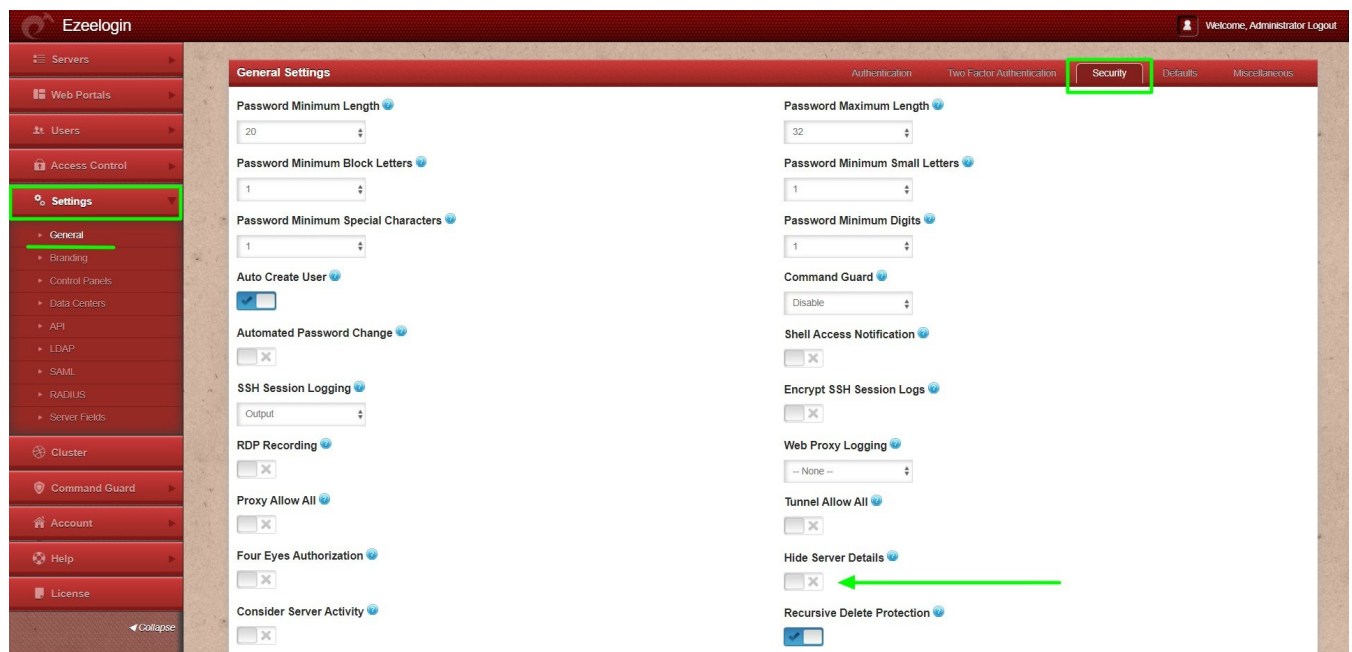 Ezeelogin
Welcome, Administrator Logout
Servers
Web Portals
Users
Access Control
Settings
General
Branding
Control Panels
Data Centers
API
LDAP
SAML
RADIUS
Server Fields
Cluster
Command Guard
Account
Help
License
Collapse
General Settings
Authentication Two Factor Authentication Security Defaults Miscellaneous
Password Minimum Length Password Maximum Length
20 32
Password Minimum Block Letters Password Minimum Small Letters
1 1
Password Minimum Special Characters Password Minimum Digits
1 1
Auto Create User Command Guard
Disable
Automated Password Change Shell Access Notification
SSH Session Logging Encrypt SSH Session Logs
Output
RDP Recording Web Proxy Logging
-- None --
Proxy Allow All Tunnel Allow All
Four Eyes Authorization Hide Server Details
Consider Server Activity Recursive Delete Protection